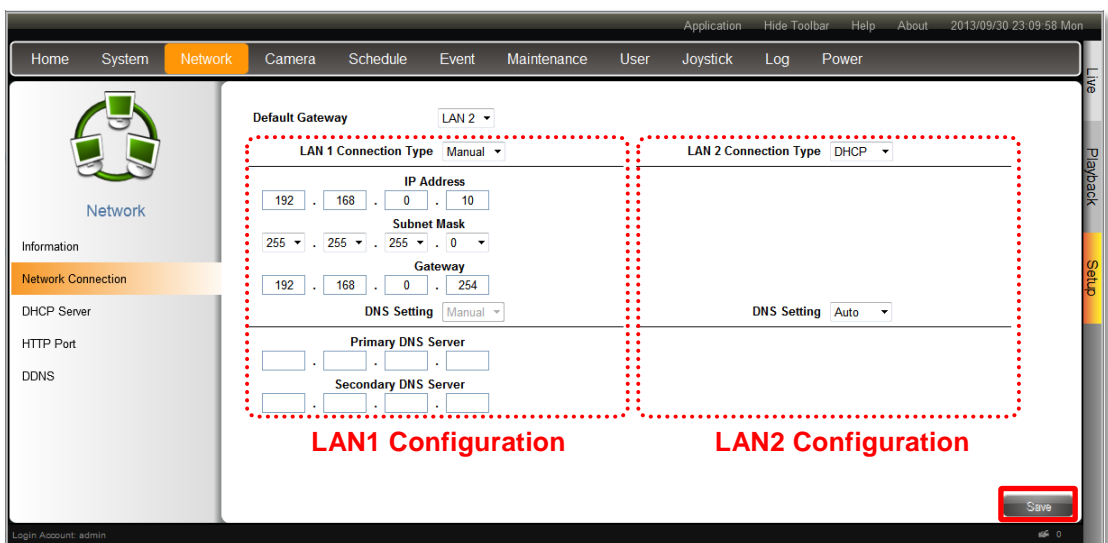 Application Hide Toolbar Help About 2013/09/30 23:09:58 Mon
Home System Network Camera Schedule Event Maintenance User Joystick Log Power
Live
Playback
Setup
Network
Information
Network Connection
DHCP Server
HTTP Port
DDNS
Default Gateway LAN 2
LAN 1 Connection Type Manual
IP Address
192 . 168 . 0 . 10
Subnet Mask
255 . 255 . 255 . 0
Gateway
192 . 168 . 0 . 254
DNS Setting Manual
Primary DNS Server
. . .
Secondary DNS Server
. . .
LAN1 Configuration
LAN 2 Connection Type DHCP
DNS Setting Auto
LAN2 Configuration
Save
Login Account: admin
0